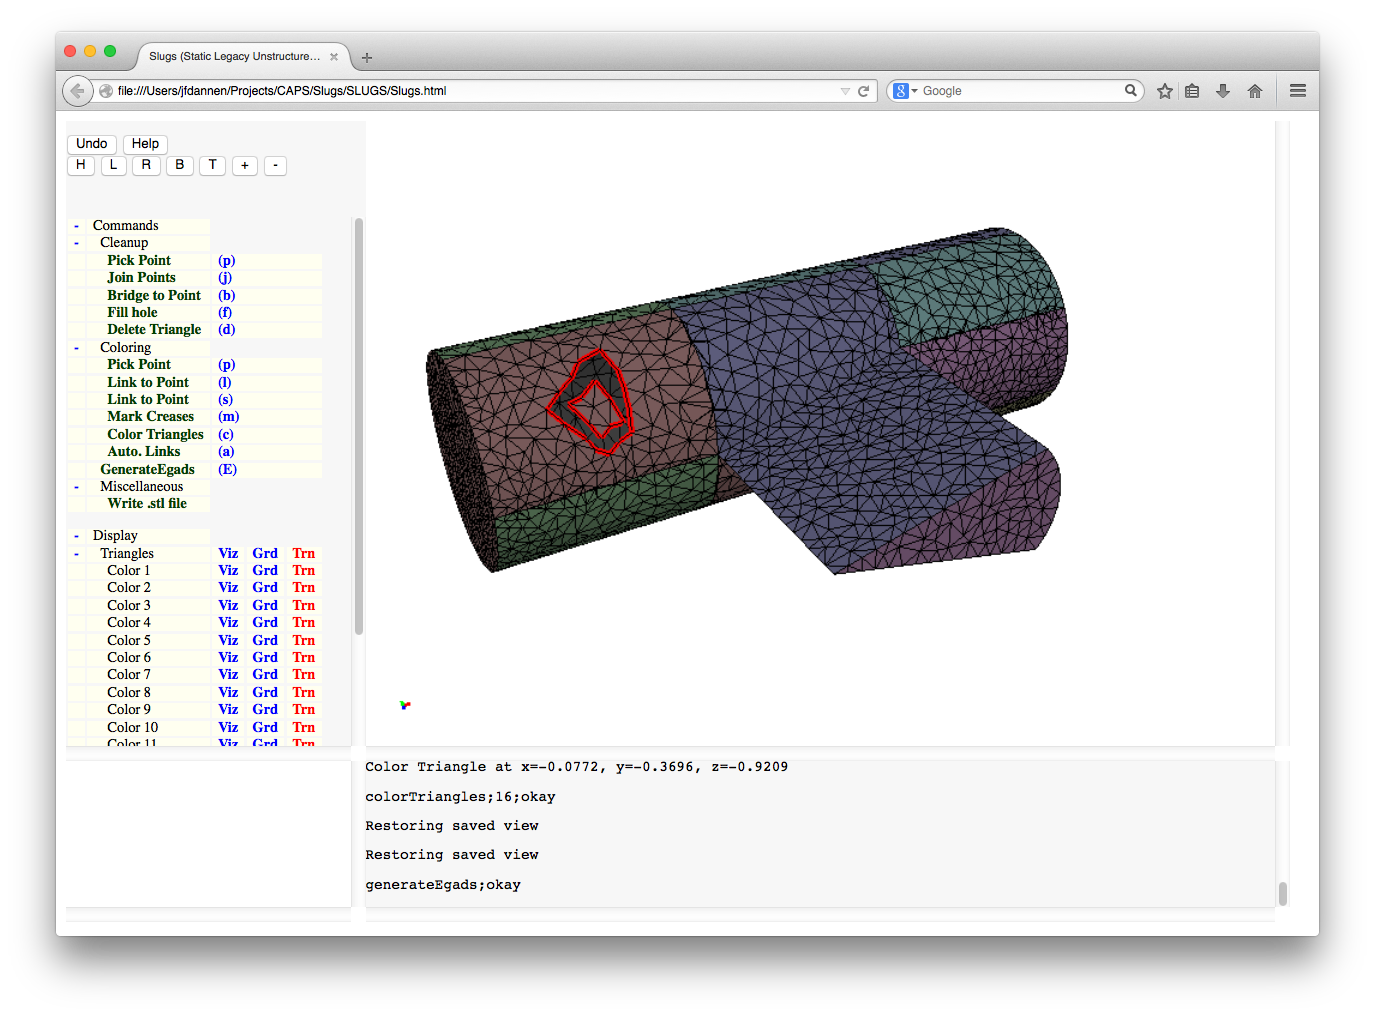 Slugs (Static Legacy Unstructure...
file:///Users/jfdannen/Projects/CAPS/Slugs/SLUGS/Slugs.html
8 Google
Undo Help
H L R B T + -
- Commands
- Cleanup
Pick Point (p)
Join Points (j)
Bridge to Point (b)
Fill hole (f)
Delete Triangle (d)
- Coloring
Pick Point (p)
Link to Point (l)
Link to Point (s)
Mark Creases (m)
Color Triangles (c)
Auto. Links (a)
GenerateEgads (E)
- Miscellaneous
Write .stl file
- Display
- Triangles Viz Grd Trn
Color 1 Viz Grd Trn
Color 2 Viz Grd Trn
Color 3 Viz Grd Trn
Color 4 Viz Grd Trn
Color 5 Viz Grd Trn
Color 6 Viz Grd Trn
Color 7 Viz Grd Trn
Color 8 Viz Grd Trn
Color 9 Viz Grd Trn
Color 10 Viz Grd Trn
Color 11 Viz Grd Trn
Color Triangle at x=-0.0772, y=-0.3696, z=-0.9209
colorTriangles;16;okay
Restoring saved view
Restoring saved view
generateEgads;okay